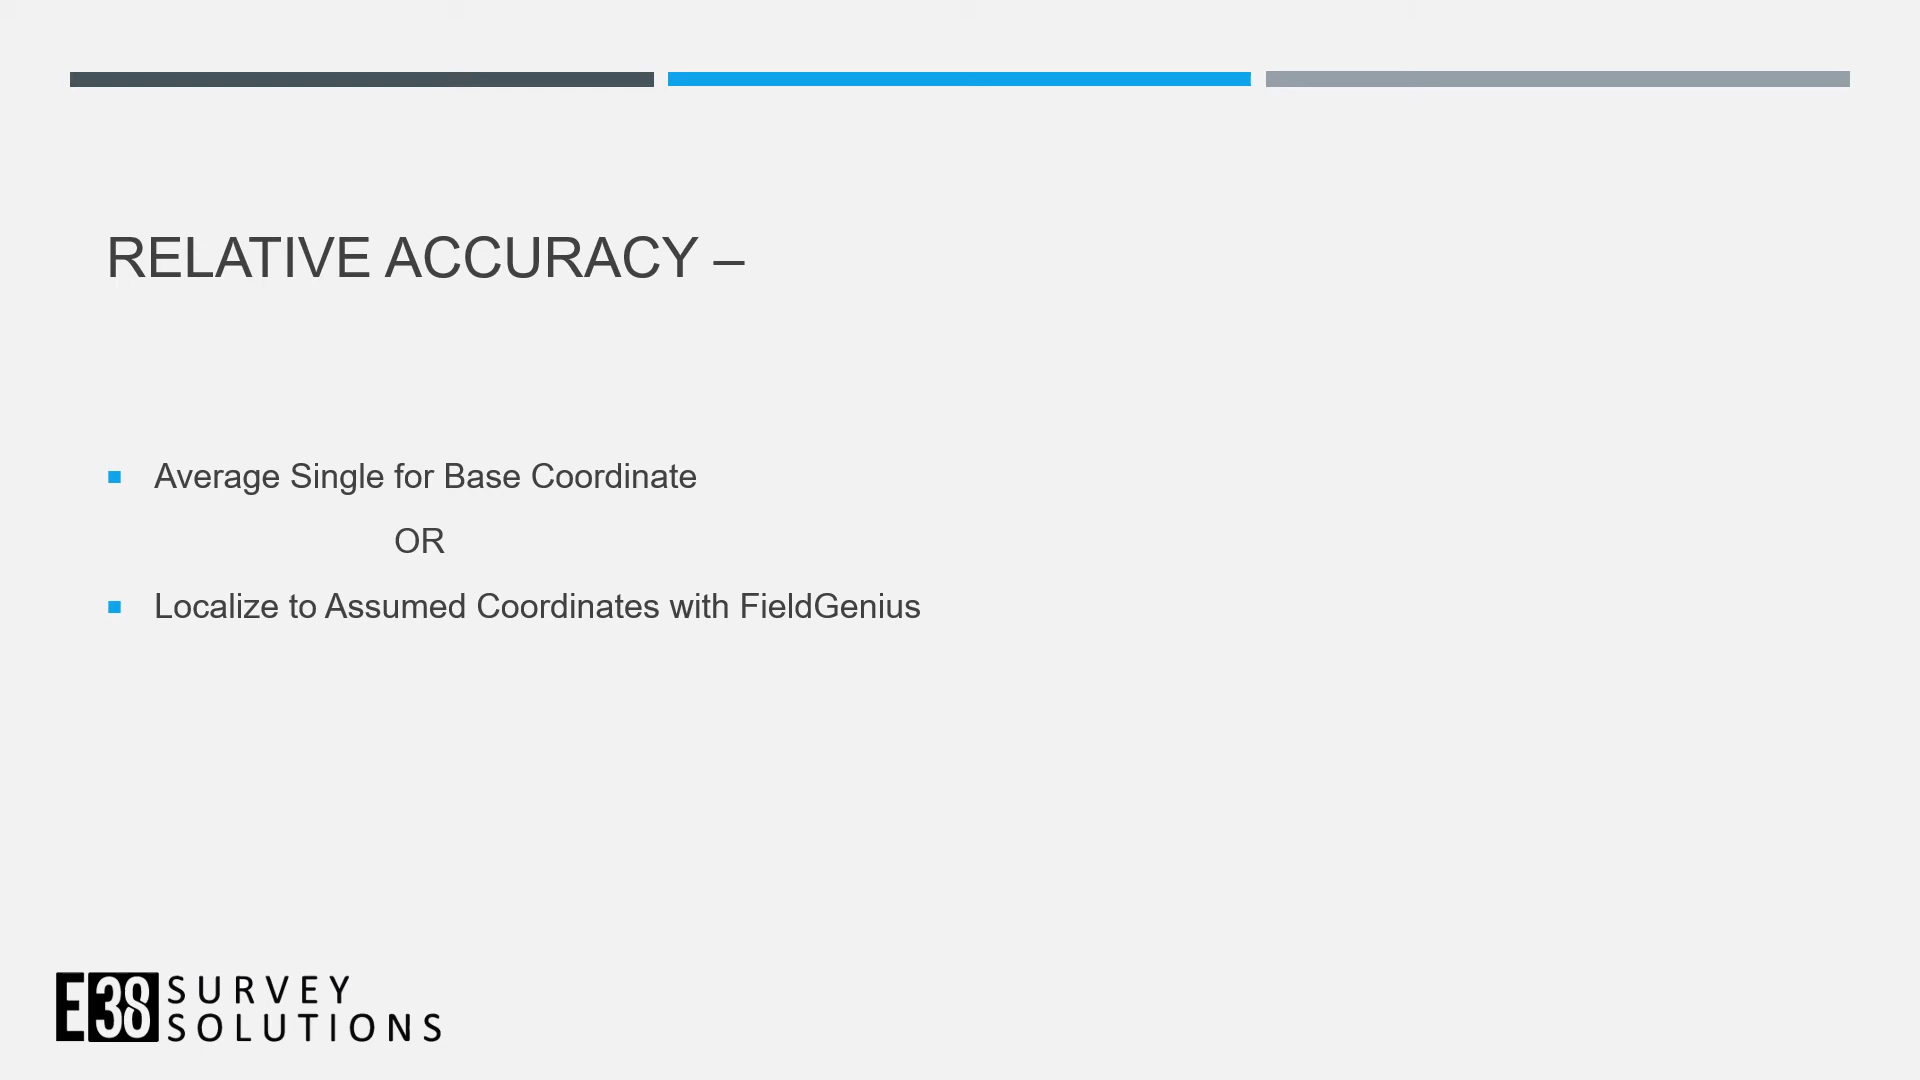 RELATIVE ACCURACY –
Average Single for Base Coordinate
OR
Localize to Assumed Coordinates with FieldGenius
E38 SURVEY
SOLUTIONS